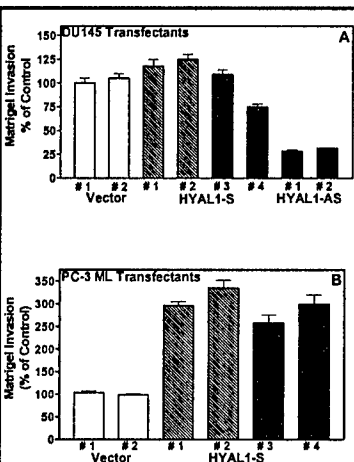 DU145 Transfectants A
Matrigel Invasion
% of Control
150
125
100
75
50
25
0
# 1 # 2 # 1 # 2 # 3 # 4 # 1 # 2
Vector HYAL1-S HYAL1-AS
PC-3 ML Transfectants B
Matrigel Invasion
(% of Control)
350
300
250
200
150
100
50
0
# 1 # 2 # 1 # 2 # 3 # 4
Vector HYAL1-S